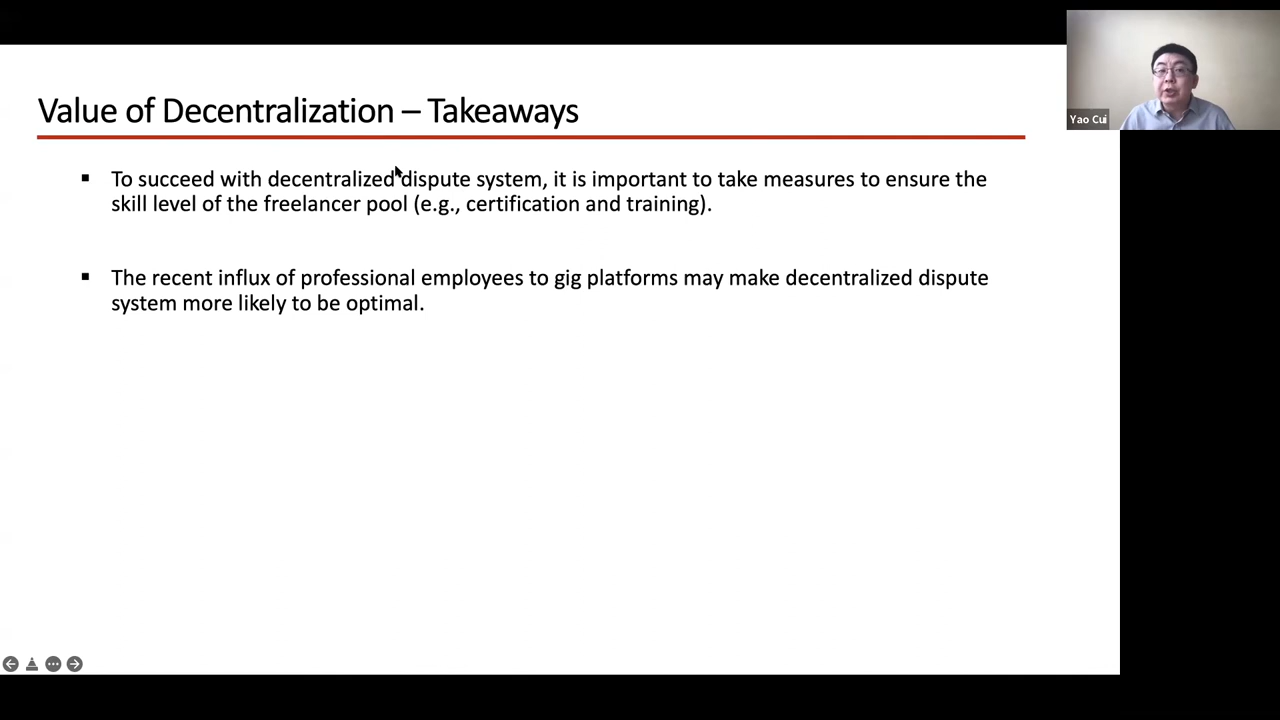 Value of Decentralization – Takeaways
▪ To succeed with decentralized dispute system, it is important to take measures to ensure the
skill level of the freelancer pool (e.g., certification and training).
▪ The recent influx of professional employees to gig platforms may make decentralized dispute
system more likely to be optimal.
Yao Cui